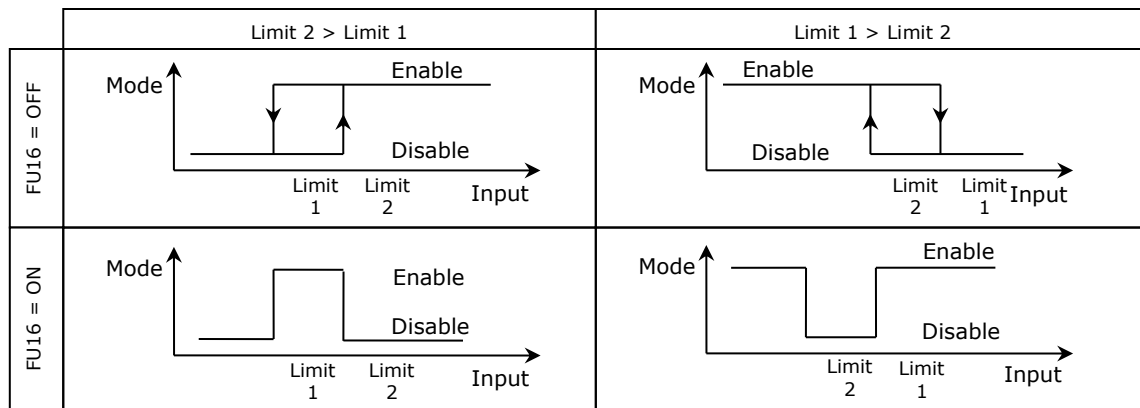 Limit 2 > Limit 1
Limit 1 > Limit 2
FU16 = OFF
Mode
Enable
Disable
Limit
1
Limit
2
Input
Mode
Enable
Disable
Limit
2
Limit
1
Input
FU16 = ON
Mode
Enable
Disable
Limit
1
Limit
2
Input
Mode
Enable
Disable
Limit
2
Limit
1
Input